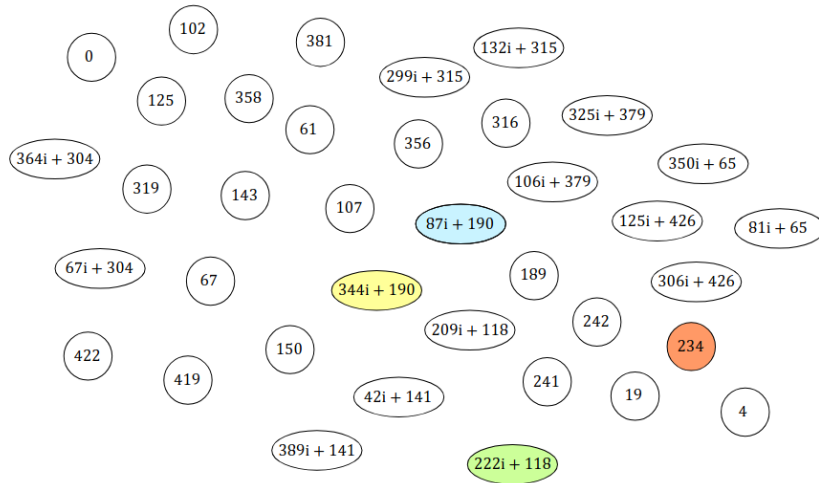 102
381
0
132i + 315
299i + 315
125
358
61
316
325i + 379
356
364i + 304
350i + 65
319
143
106i + 379
107
87i + 190
125i + 426
81i + 65
67i + 304
67
189
306i + 426
344i + 190
209i + 118
242
234
422
150
419
241
42i + 141
19
4
389i + 141
222i + 118